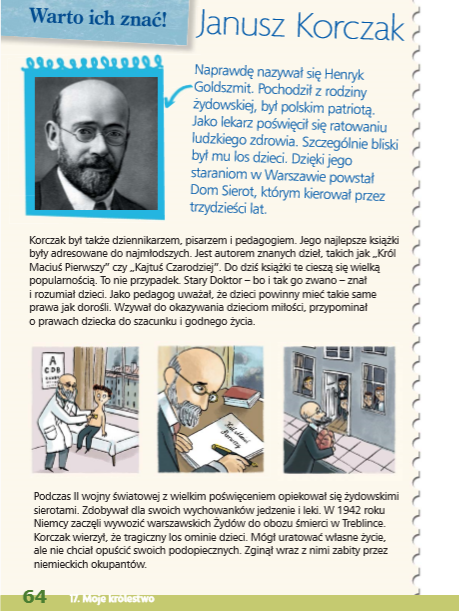 Warto ich znać!
Janusz Korczak
Naprawdę nazywał się Henryk
Goldszmit. Pochodził z rodziny
żydowskiej, był polskim patriotą.
Jako lekarz poświęcił się ratowaniu
ludzkiego zdrowia. Szczególnie bliski
był mu los dzieci. Dzięki jego
staraniom w Warszawie powstał
Dom Sierot, którym kierował przez
trzydzieści lat.
Korczak był także dziennikarzem, pisarzem i pedagogiem. Jego najlepsze książki
były adresowane do najmłodszych. Jest autorem znanych dzieł, takich jak „Król
Maciuś Pierwszy” czy „Kajtuś Czarodziej”. Do dziś książki te cieszą się wielką
popularnością. To nie przypadek. Stary Doktor – bo i tak go zwano – znał
i rozumiał dzieci. Jako pedagog uważał, że dzieci powinny mieć takie same
prawa jak dorośli. Wzywał do okazywania dzieciom miłości, przypominał
o prawach dziecka do szacunku i godnego życia.
A
CDB
Król Maciuś
Pierwszy
Podczas II wojny światowej z wielkim poświęceniem opiekował się żydowskimi
sierotami. Zdobywał dla swoich wychowanków jedzenie i leki. W 1942 roku
Niemcy zaczęli wywozić warszawskich Żydów do obozu śmierci w Treblince.
Korczak wierzył, że tragiczny los ominie dzieci. Mógł uratować własne życie,
ale nie chciał opuścić swoich podopiecznych. Zginął wraz z nimi zabity przez
niemieckich okupantów.
64 17. Moje królestwo